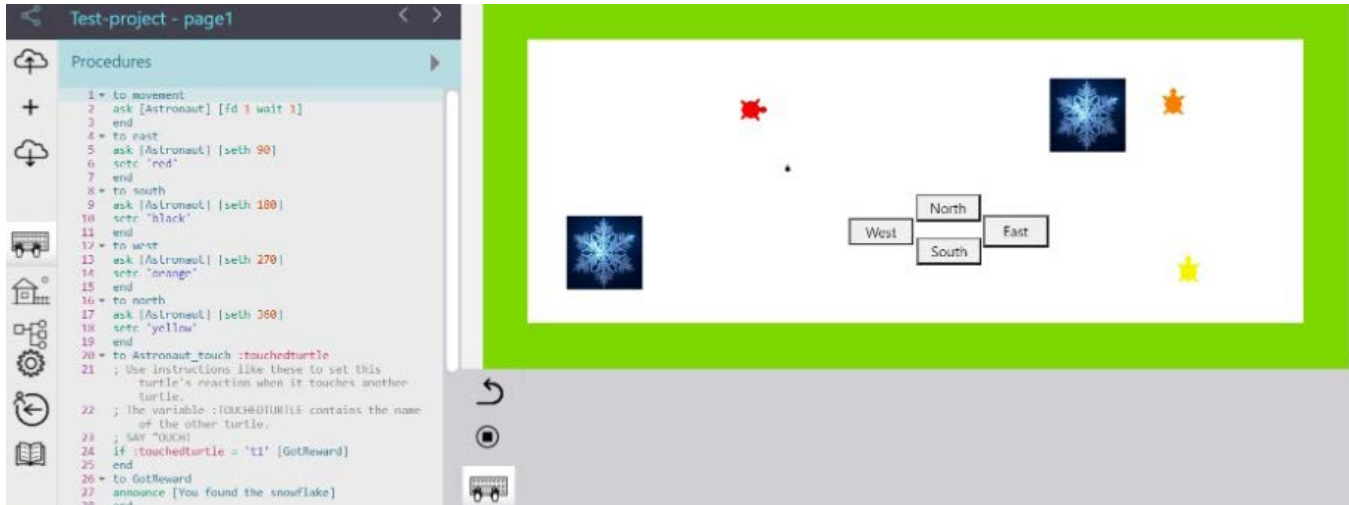 Test-project - page1
Procedures
1 to movement
2 ask [Astronaut] [fd 1 wait 1]
3 end
4 to east
5 ask [Astronaut] [seth 90]
6 setc "red"
7 end
8 to south
9 ask [Astronaut] [seth 180]
10 setc "black"
11 end
12 to west
13 ask [Astronaut] [seth 270]
14 setc "orange"
15 end
16 to north
17 ask [Astronaut] [seth 360]
18 setc "yellow"
19 end
20 to Astronaut_touch :touchedturtle
21 ; Use instructions like these to set this
turtle's reaction when it touches another
turtle.
22 ; The variable :TOUCHEDTURTLE contains the name
of the other turtle.
23 ; SAY "OUCH!
24 if :touchedturtle = 't1' [GotReward]
25 end
26 to GotReward
27 announce [You found the snowflake]
28 end
North
West
East
South